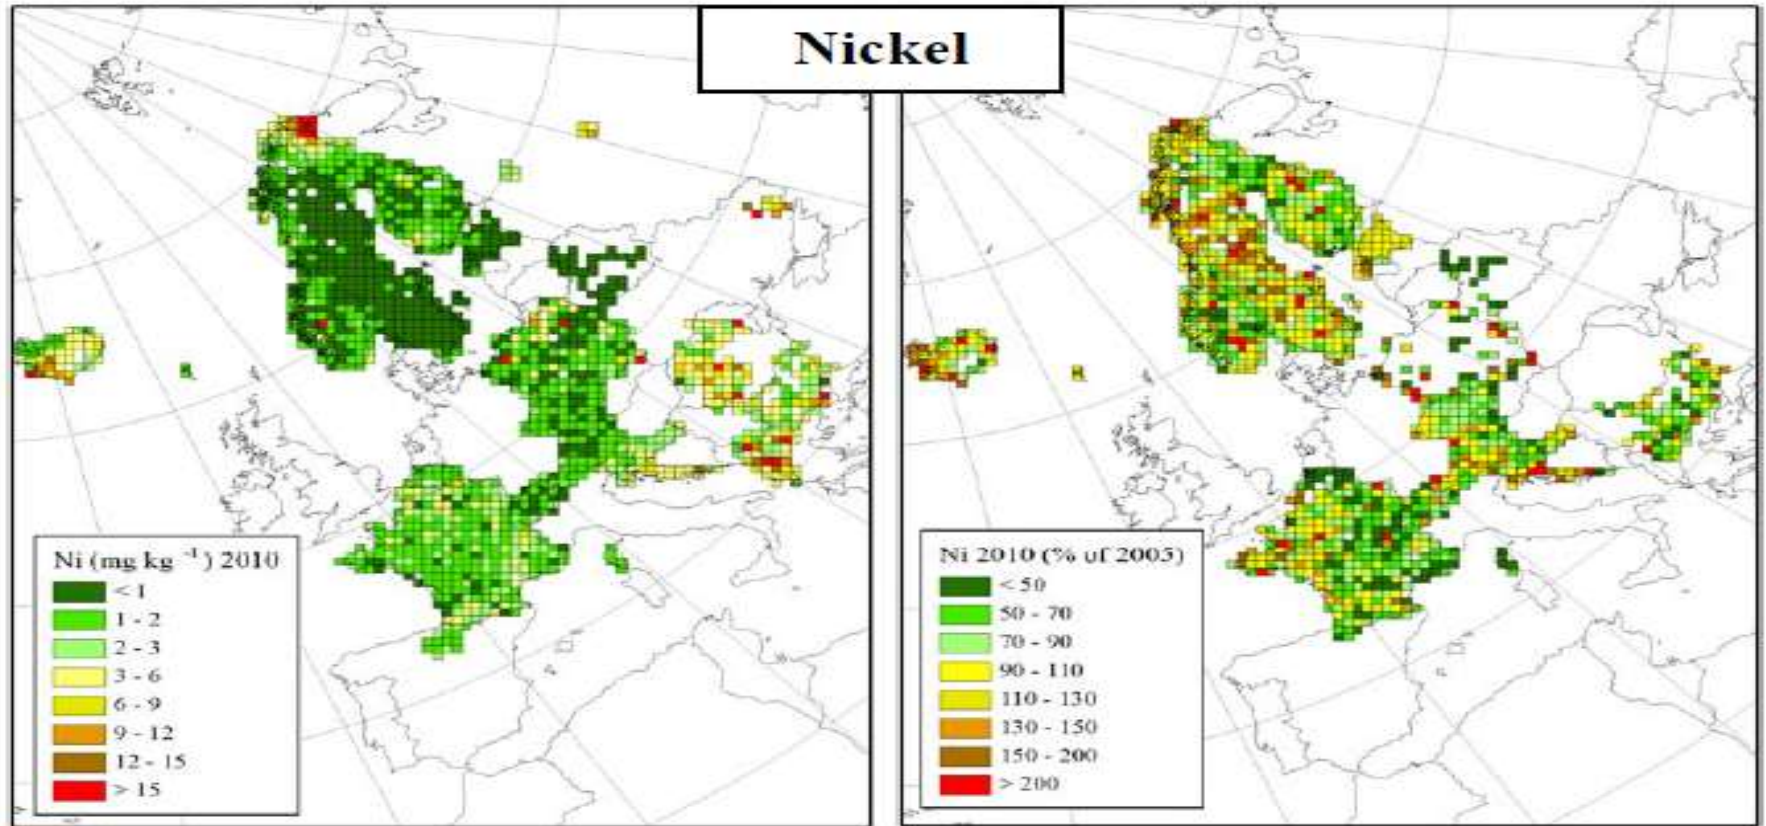 Nickel
Ni (mg kg -1) 2010
< 1
1 - 2
2 - 3
3 - 6
6 - 9
9 - 12
12 - 15
> 15
Ni 2010 (% of 2005)
< 50
50 - 70
70 - 90
90 - 110
110 - 130
130 - 150
150 - 200
> 200